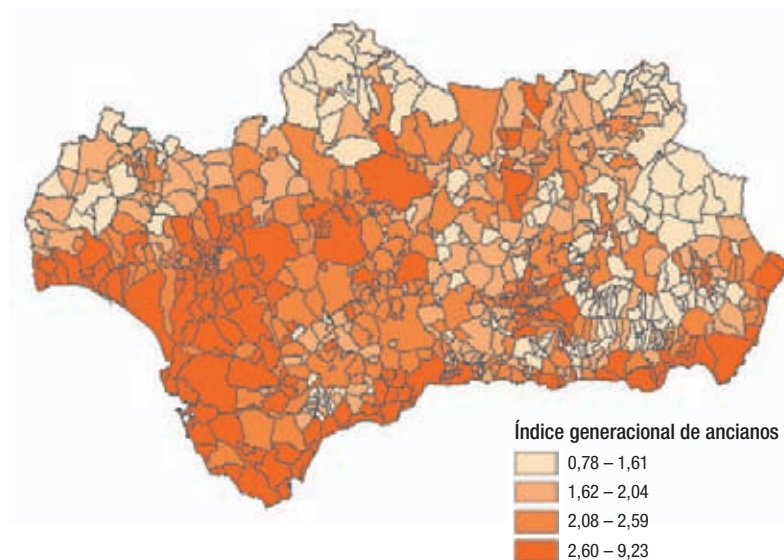 Índice generacional de ancianos
0,78 – 1,61
1,62 – 2,04
2,08 – 2,59
2,60 – 9,23